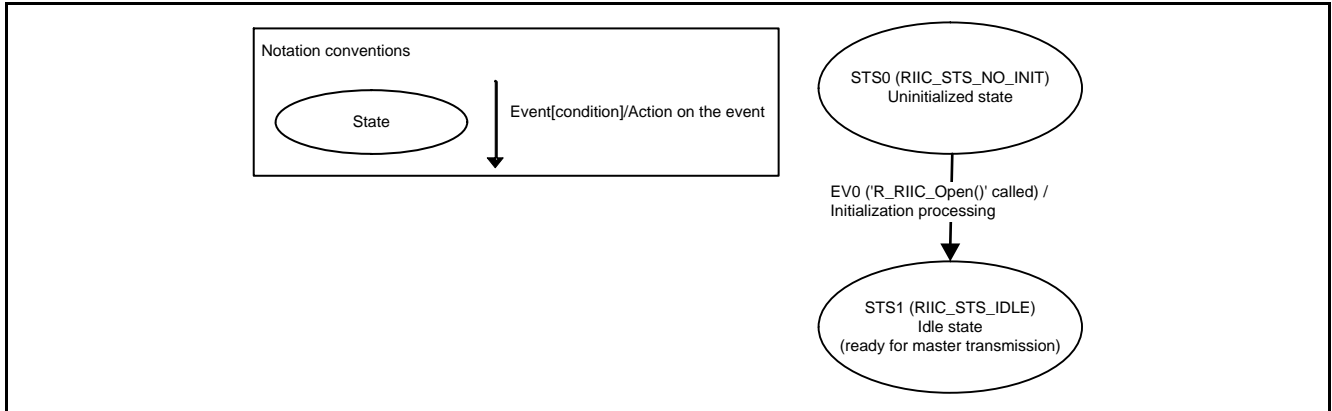 Notation conventions
State
Event[condition]/Action on the event
STS0 (RIIC_STS_NO_INIT)
Uninitialized state
EV0 ('R_RIIC_Open()' called) /
Initialization processing
STS1 (RIIC_STS_IDLE)
Idle state
(ready for master transmission)